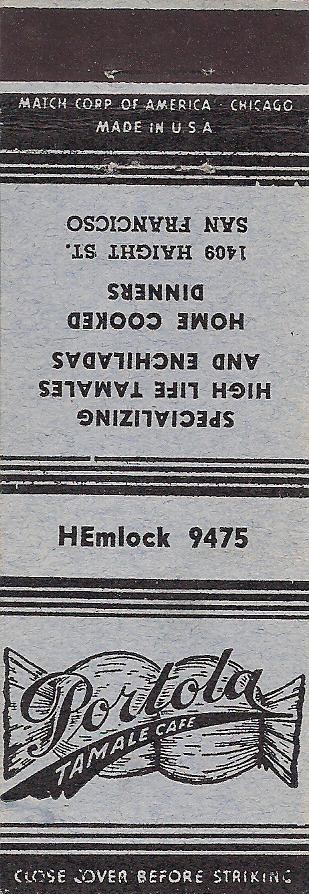 MATCH CORP. OF AMERICA CHICAGO
MADE IN U S A
SPECIALIZING
HIGH LIFE TAMALES
AND ENCHILADAS
HOME COOKED
DINNERS
1409 HAIGHT ST.
SAN FRANCICSO
HEmlock 9475
Portola
TAMALE CAFE
CLOSE COVER BEFORE STRIKING